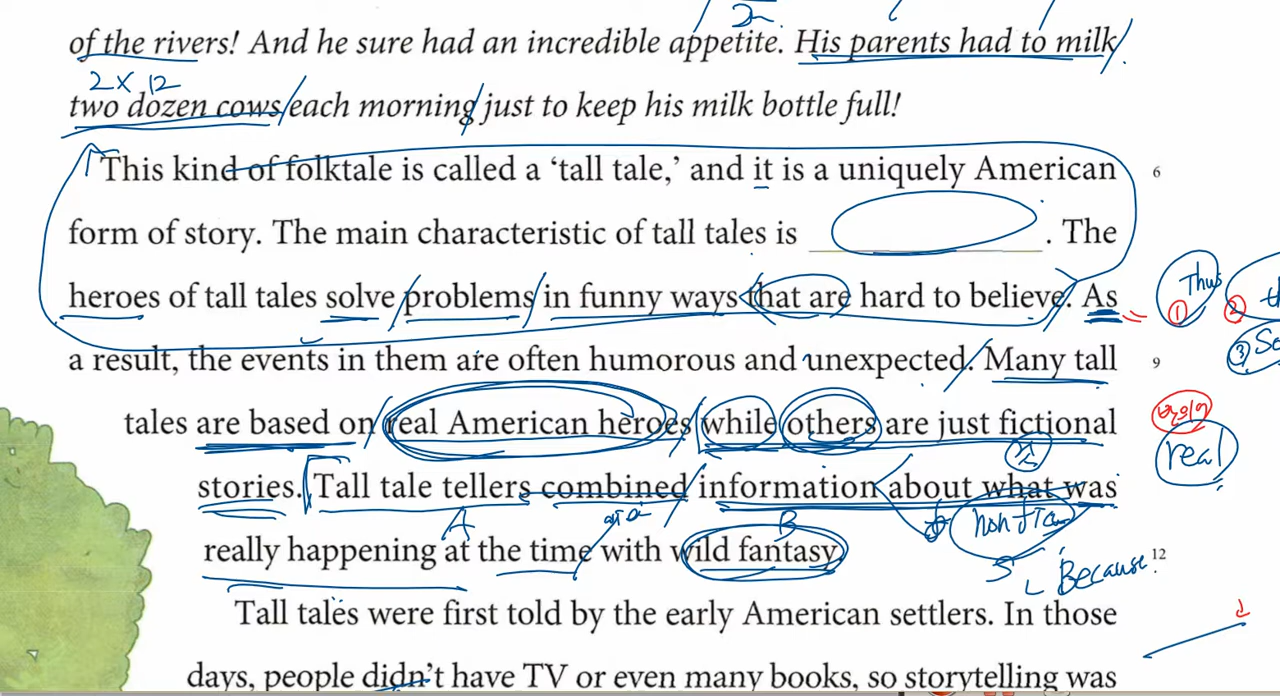 of the rivers! And he sure had an incredible appetite. His parents had to milk
2 × 12
two dozen cows each morning just to keep his milk bottle full!
This kind of folktale is called a ‘tall tale,’ and it is a uniquely American 6
form of story. The main characteristic of tall tales is . The
heroes of tall tales solve problems in funny ways that are hard to believe. As Thus
① ②
a result, the events in them are often humorous and unexpected. Many tall 9
③ So
tales are based on real American heroes while others are just fictional
real
stories. Tall tale tellers combined information about what was
A B
really happening at the time with wild fantasy. 12
Because
Tall tales were first told by the early American settlers. In those
days, people didn’t have TV or even many books, so storytelling was